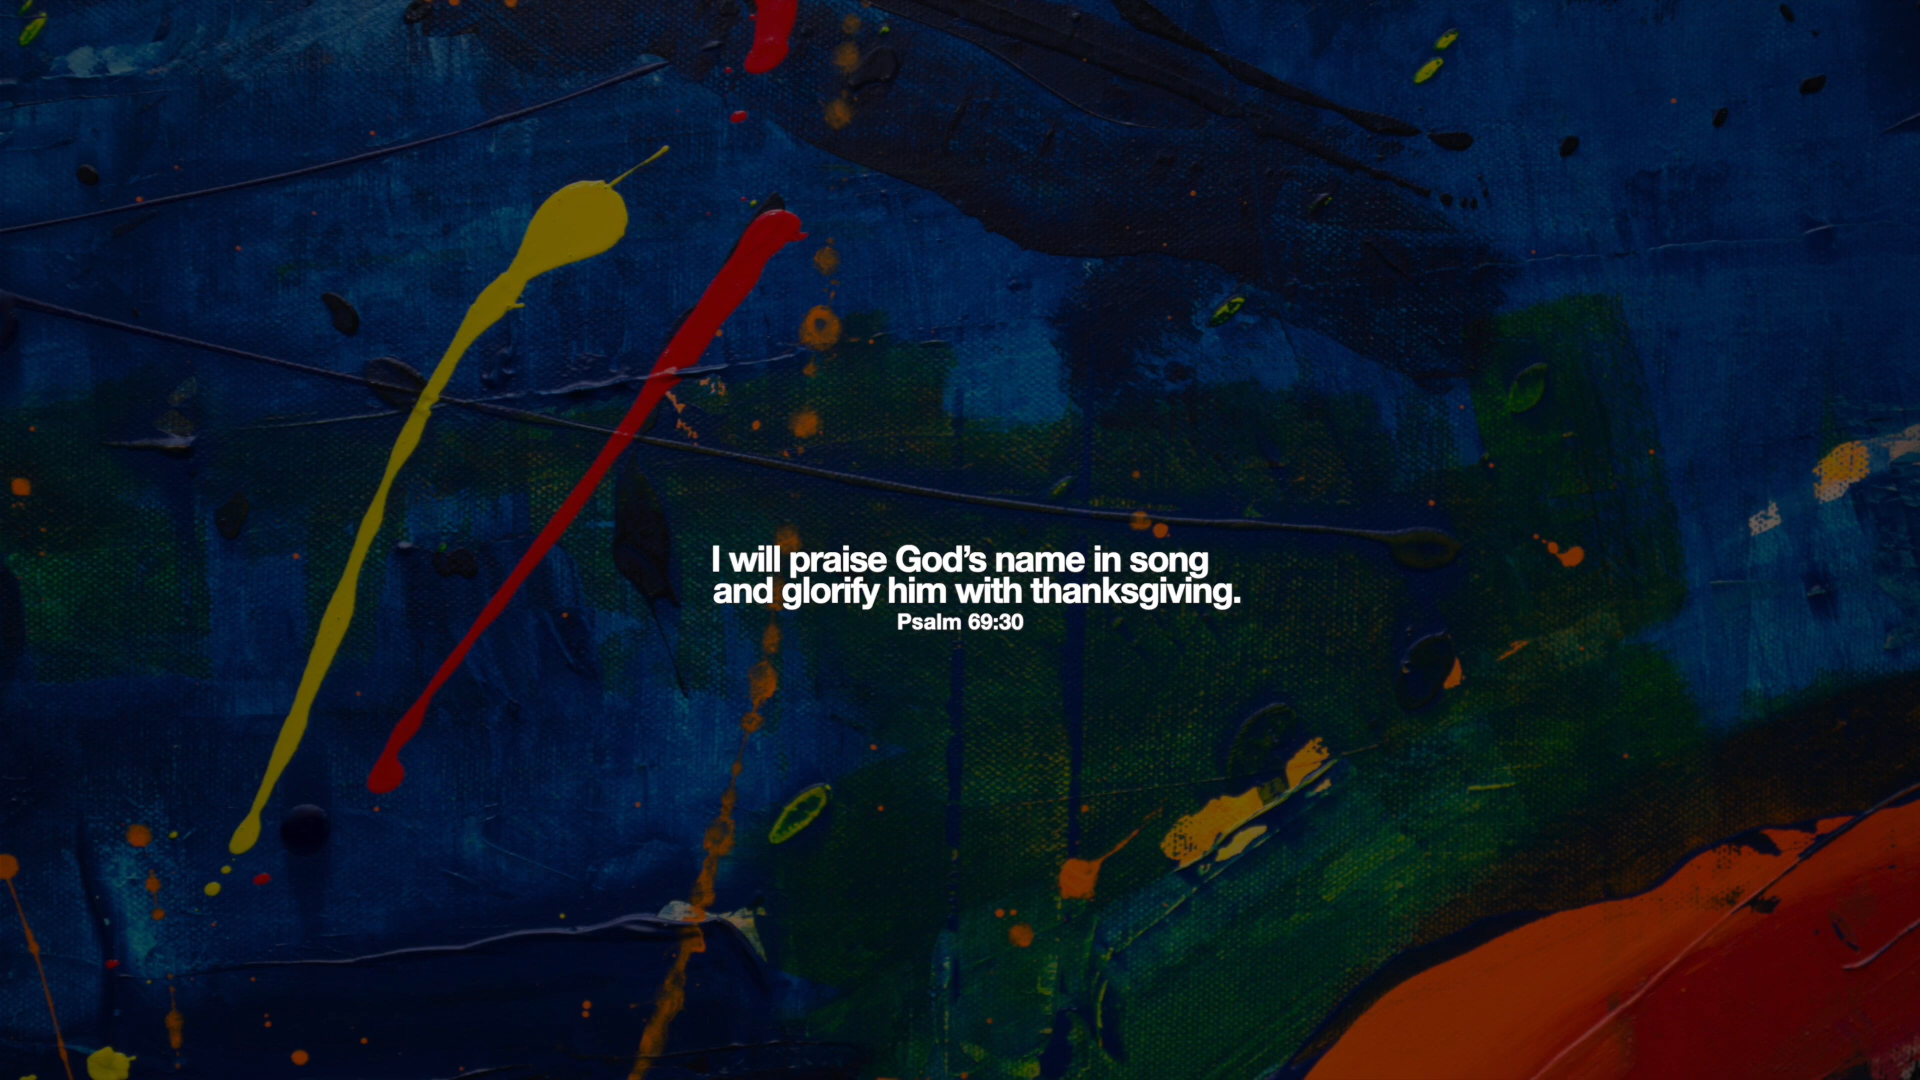 I will praise God’s name in song
and glorify him with thanksgiving.
Psalm 69:30